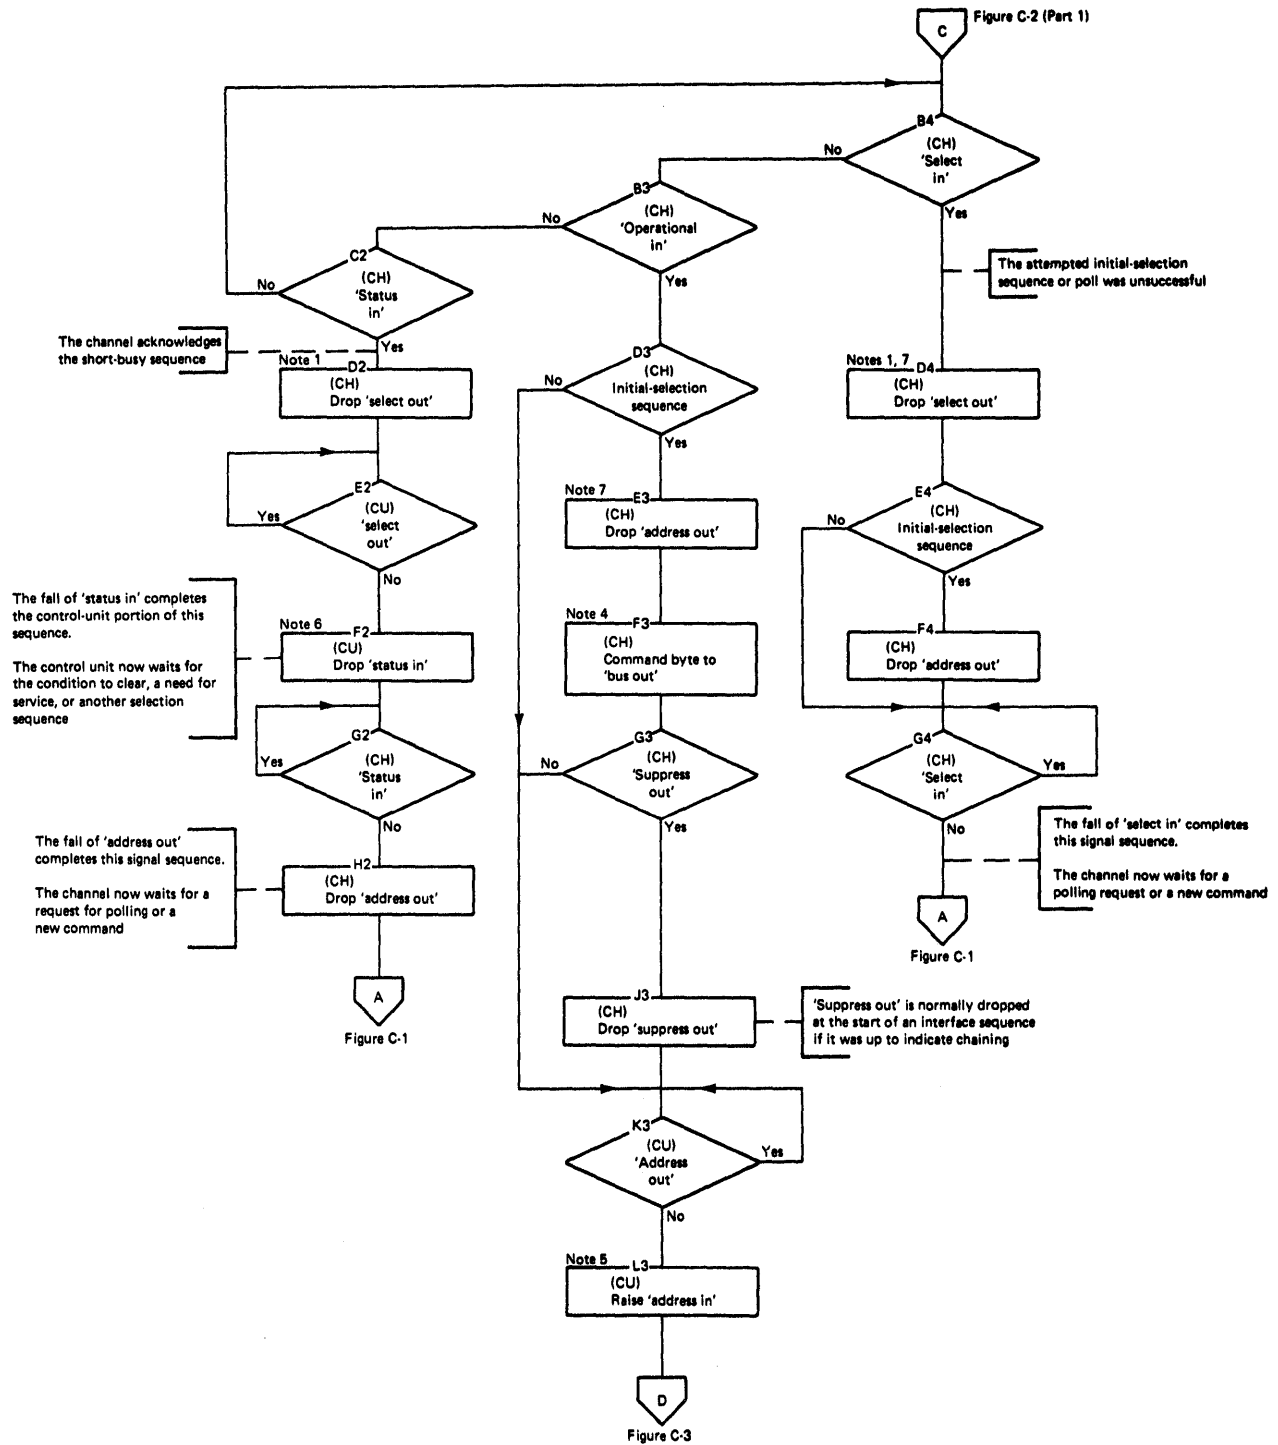 C
Figure C-2 (Part 1)
B4
(CH)
'Select
in'
No
Yes
B3
(CH)
'Operational
in'
No
Yes
C2
(CH)
'Status
in'
No
Yes
The attempted initial-selection
sequence or poll was unsuccessful
The channel acknowledges
the short-busy sequence
Note 1
D2
(CH)
Drop 'select out'
D3
(CH)
Initial-selection
sequence
No
Yes
Notes 1, 7
D4
(CH)
Drop 'select out'
E2
(CU)
'select
out'
Yes
No
Note 7
E3
(CH)
Drop 'address out'
E4
(CH)
Initial-selection
sequence
No
Yes
The fall of 'status in' completes
the control-unit portion of this
sequence.
The control unit now waits for
the condition to clear, a need for
service, or another selection
sequence
Note 6
F2
(CU)
Drop 'status in'
Note 4
F3
(CH)
Command byte to
'bus out'
F4
(CH)
Drop 'address out'
G2
(CH)
'Status
in'
Yes
No
G3
(CH)
'Suppress
out'
No
Yes
G4
(CH)
'Select
in'
Yes
No
The fall of 'address out'
completes this signal sequence.
The channel now waits for a
request for polling or a
new command
H2
(CH)
Drop 'address out'
The fall of 'select in' completes
this signal sequence.
The channel now waits for a
polling request or a new command
A
Figure C-1
A
Figure C-1
J3
(CH)
Drop 'suppress out'
'Suppress out' is normally dropped
at the start of an interface sequence
if it was up to indicate chaining
K3
(CU)
'Address
out'
Yes
No
Note 5
L3
(CU)
Raise 'address in'
D
Figure C-3